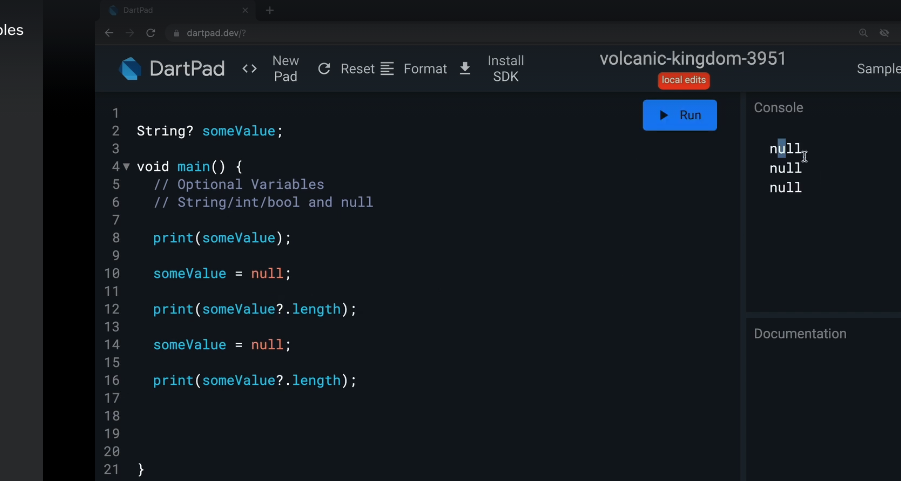 DartPad
dartpad.dev/?
DartPad <> New Pad Reset Format Install SDK volcanic-kingdom-3951 local edits
Run
1
2 String? someValue;
3
4 void main() {
5 // Optional Variables
6 // String/int/bool and null
7
8 print(someValue);
9
10 someValue = null;
11
12 print(someValue?.length);
13
14 someValue = null;
15
16 print(someValue?.length);
17
18
19
20
21 }
Console
null
null
null
Documentation